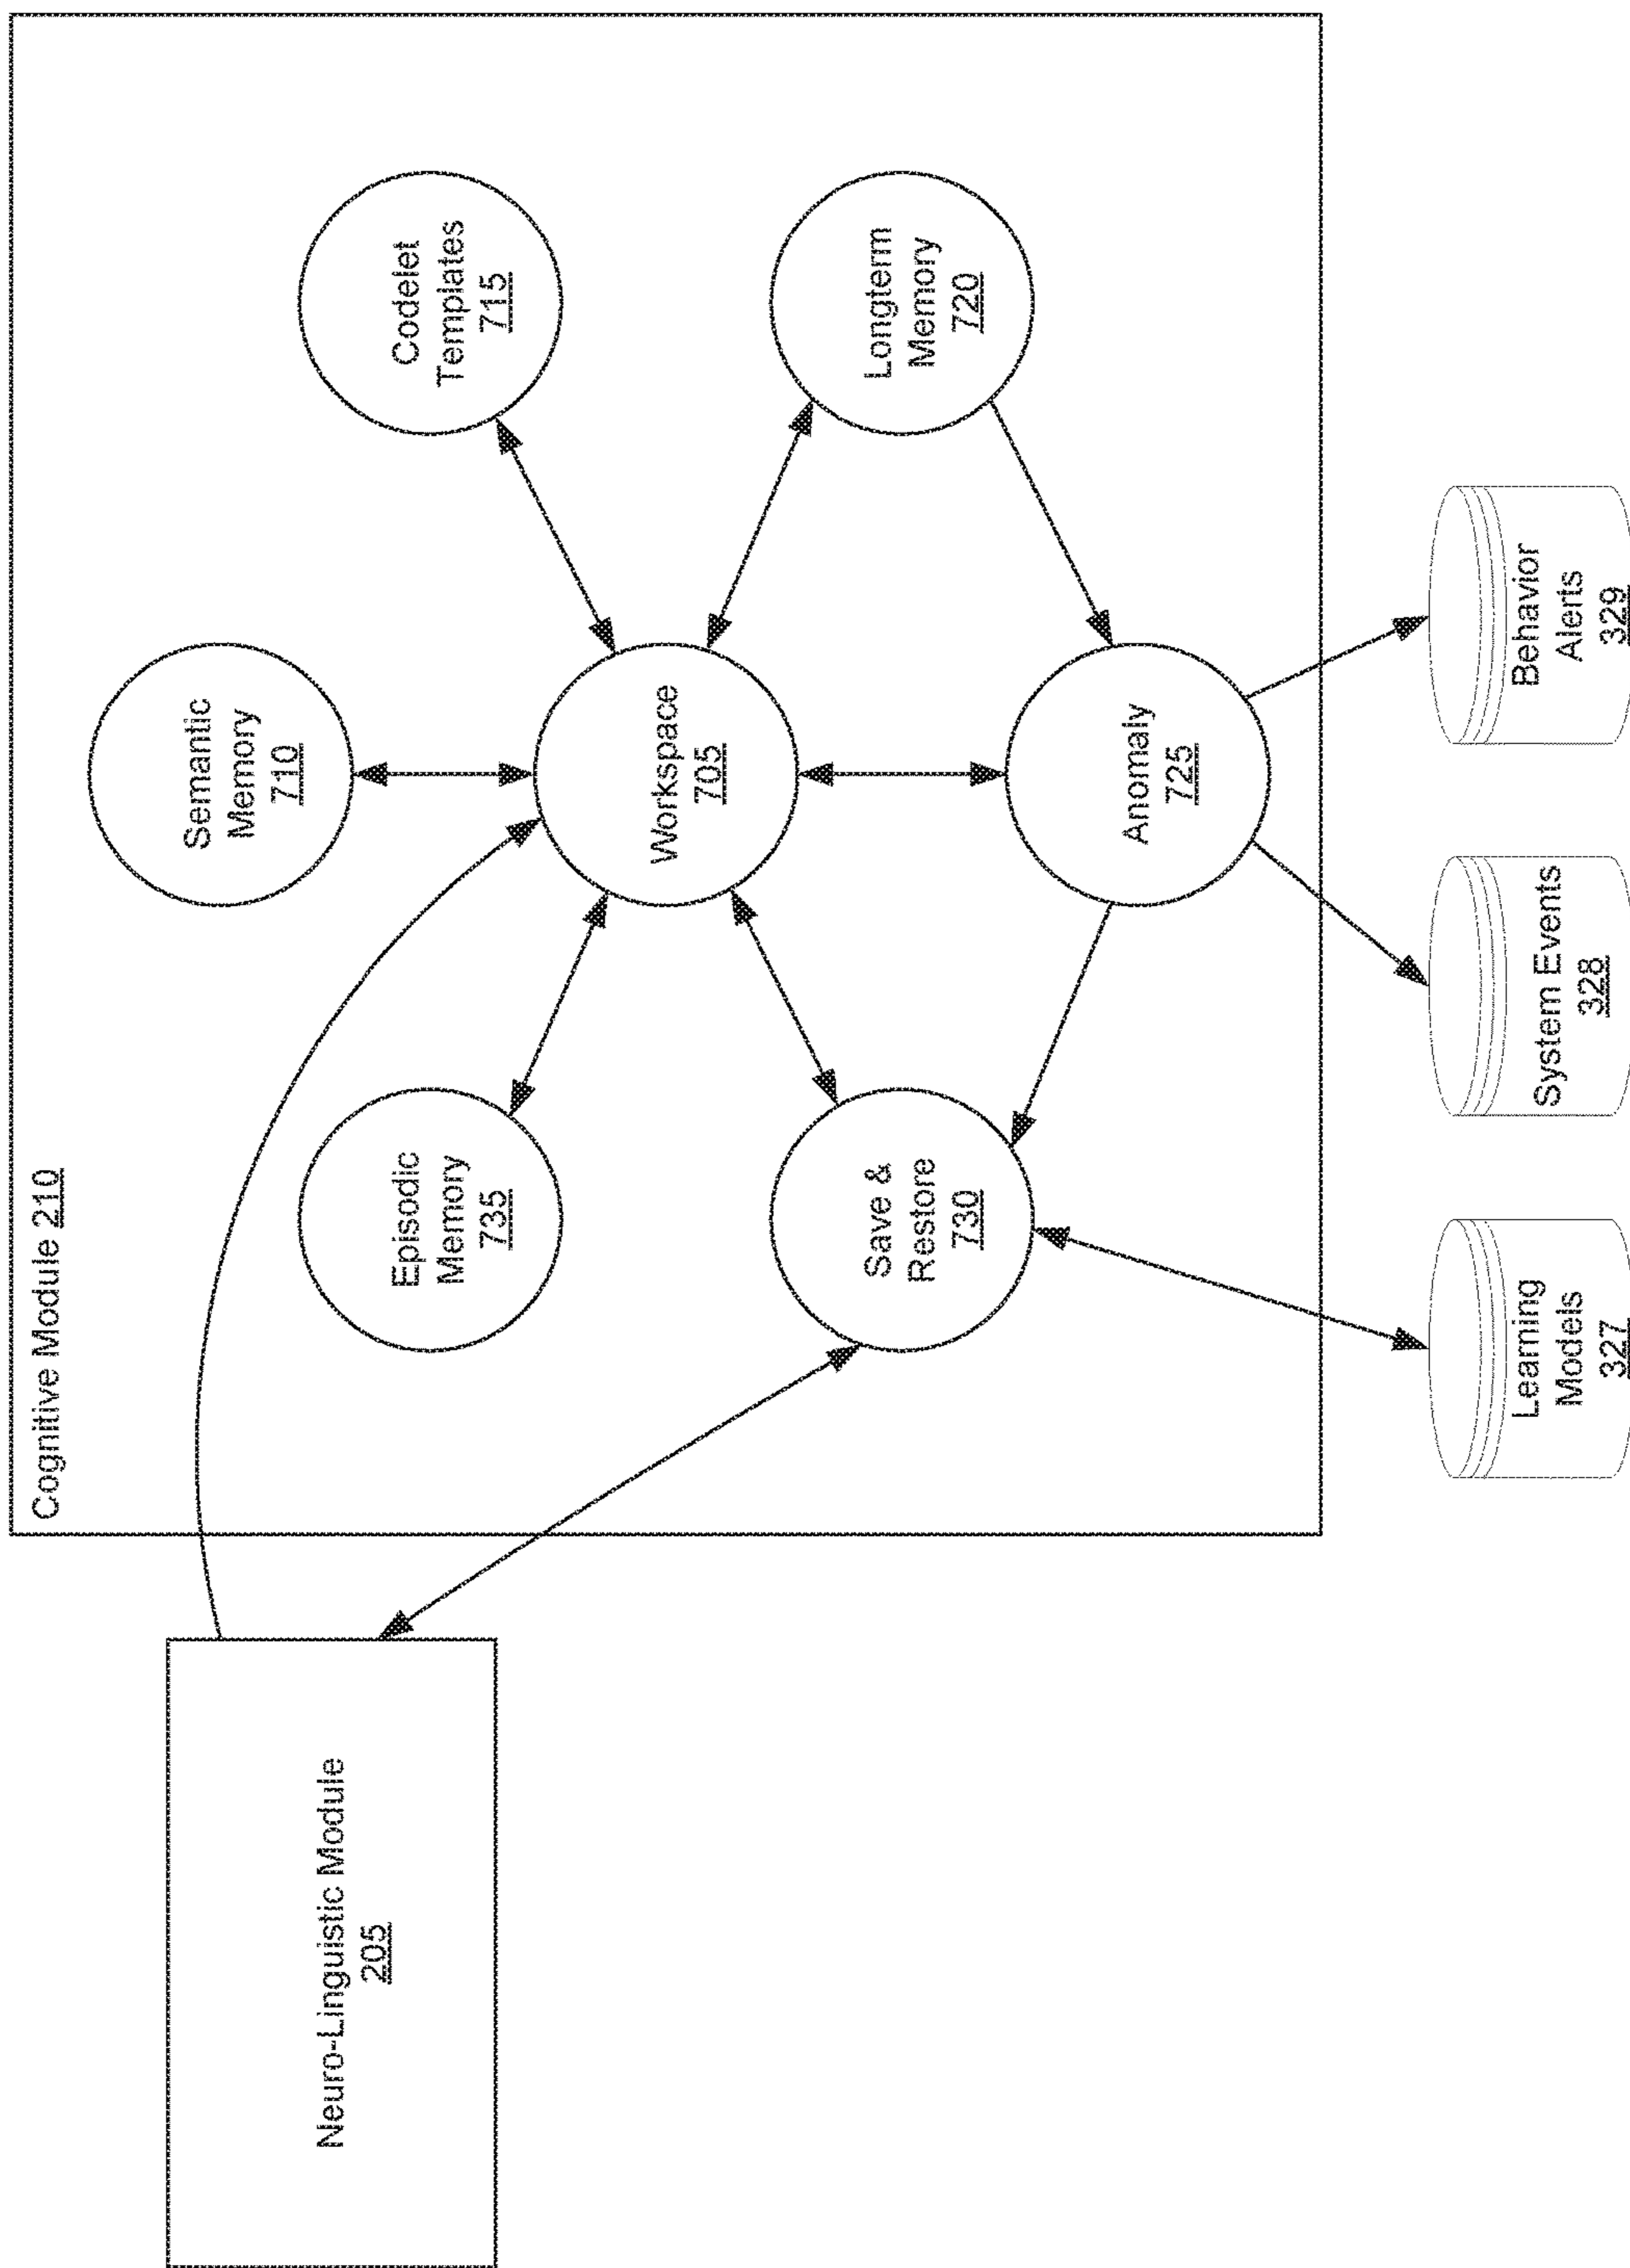 Cognitive Module 210
Neuro-Linguistic Module
205
Semantic
Memory
710
Episodic
Memory
735
Codelet
Templates
715
Workspace
705
Save &
Restore
730
Longterm
Memory
720
Anomaly
725
Learning
Models
327
System Events
328
Behavior
Alerts
329